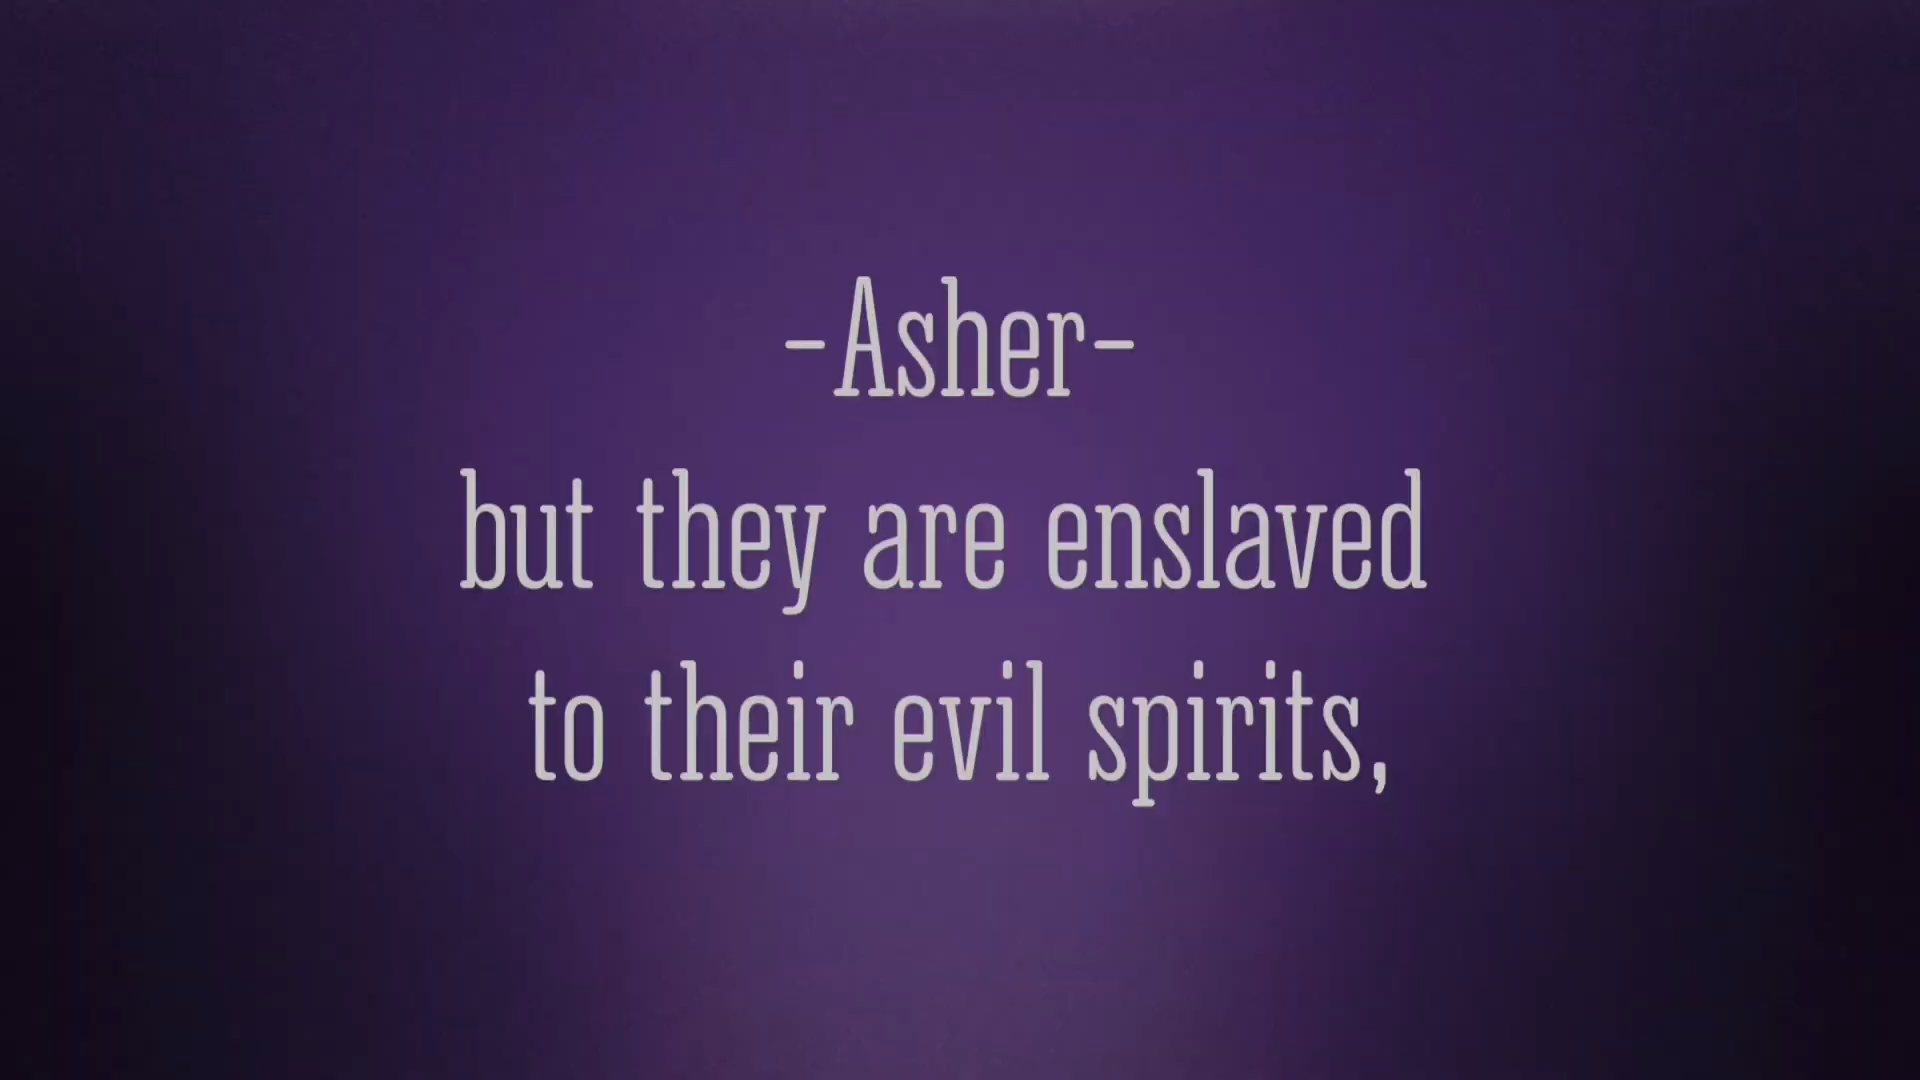 -Asher-
but they are enslaved
to their evil spirits,